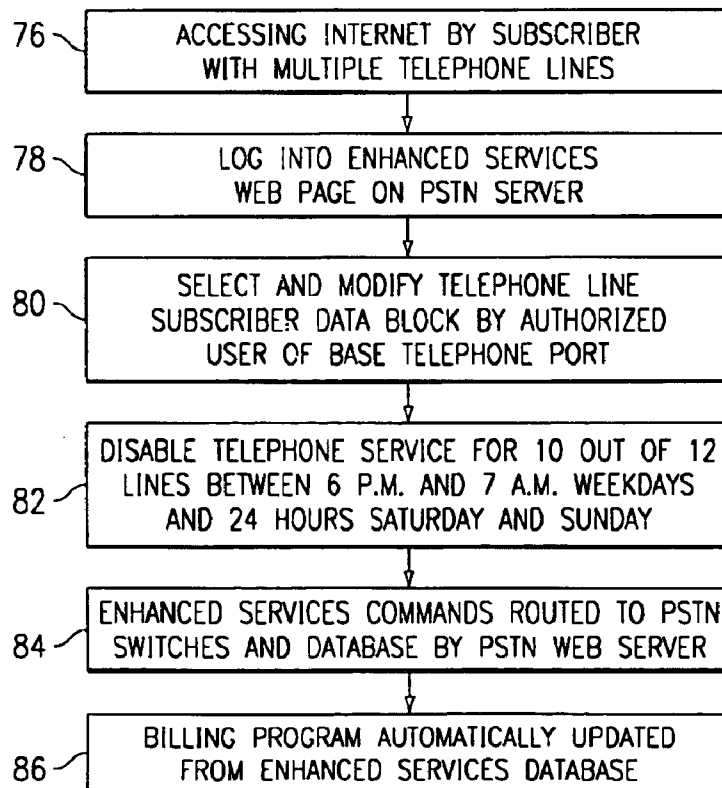 76
ACCESSING INTERNET BY SUBSCRIBER
WITH MULTIPLE TELEPHONE LINES
78
LOG INTO ENHANCED SERVICES
WEB PAGE ON PSTN SERVER
80
SELECT AND MODIFY TELEPHONE LINE
SUBSCRIBER DATA BLOCK BY AUTHORIZED
USER OF BASE TELEPHONE PORT
82
DISABLE TELEPHONE SERVICE FOR 10 OUT OF 12
LINES BETWEEN 6 P.M. AND 7 A.M. WEEKDAYS
AND 24 HOURS SATURDAY AND SUNDAY
84
ENHANCED SERVICES COMMANDS ROUTED TO PSTN
SWITCHES AND DATABASE BY PSTN WEB SERVER
86
BILLING PROGRAM AUTOMATICALLY UPDATED
FROM ENHANCED SERVICES DATABASE